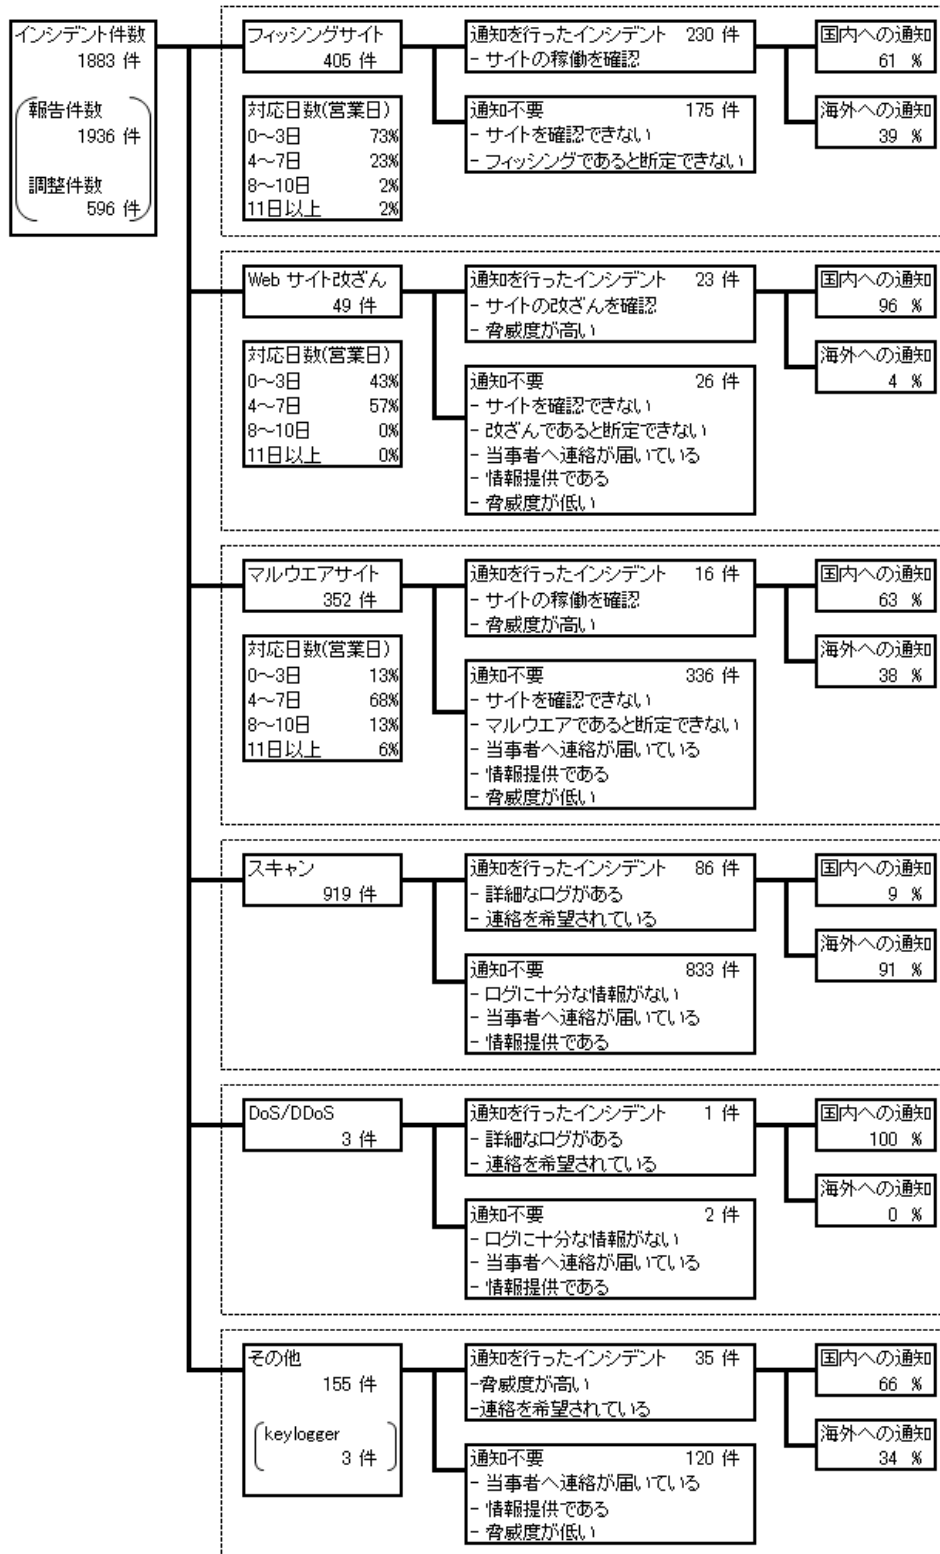 インシデント件数
1883 件
報告件数
1936 件
調整件数
596 件
フィッシングサイト
405 件
対応日数(営業日)
0～3日 73%
4～7日 23%
8～10日 2%
11日以上 2%
通知を行ったインシデント 230 件
- サイトの稼働を確認
通知不要 175 件
- サイトを確認できない
- フィッシングであると断定できない
国内への通知
61 %
海外への通知
39 %
Web サイト改ざん
49 件
対応日数(営業日)
0～3日 43%
4～7日 57%
8～10日 0%
11日以上 0%
通知を行ったインシデント 23 件
- サイトの改ざんを確認
- 脅威度が高い
通知不要 26 件
- サイトを確認できない
- 改ざんであると断定できない
- 当事者へ連絡が届いている
- 情報提供である
- 脅威度が低い
国内への通知
96 %
海外への通知
4 %
マルウエアサイト
352 件
対応日数(営業日)
0～3日 13%
4～7日 68%
8～10日 13%
11日以上 6%
通知を行ったインシデント 16 件
- サイトの稼働を確認
- 脅威度が高い
通知不要 336 件
- サイトを確認できない
- マルウエアであると断定できない
- 当事者へ連絡が届いている
- 情報提供である
- 脅威度が低い
国内への通知
63 %
海外への通知
38 %
スキャン
919 件
通知を行ったインシデント 86 件
- 詳細なログがある
- 連絡を希望されている
通知不要 833 件
- ログに十分な情報がない
- 当事者へ連絡が届いている
- 情報提供である
国内への通知
9 %
海外への通知
91 %
DoS/DDoS
3 件
通知を行ったインシデント 1 件
- 詳細なログがある
- 連絡を希望されている
通知不要 2 件
- ログに十分な情報がない
- 当事者へ連絡が届いている
- 情報提供である
国内への通知
100 %
海外への通知
0 %
その他
155 件
keylogger
3 件
通知を行ったインシデント 35 件
-脅威度が高い
-連絡を希望されている
通知不要 120 件
- 当事者へ連絡が届いている
- 情報提供である
- 脅威度が低い
国内への通知
66 %
海外への通知
34 %